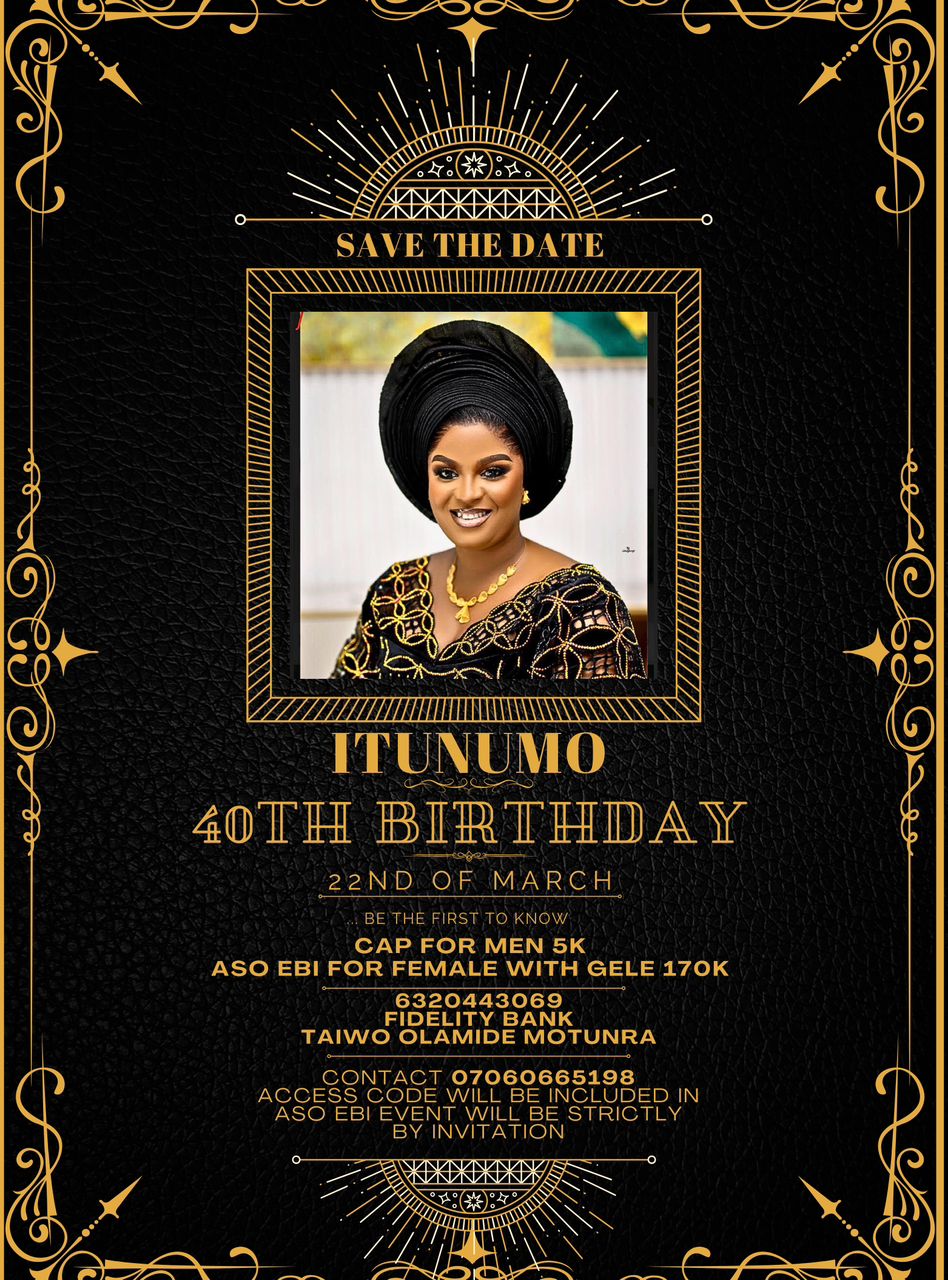 SAVE THE DATE
ITUNUMO
40TH BIRTHDAY
22ND OF MARCH
... BE THE FIRST TO KNOW
CAP FOR MEN 5K
ASO EBI FOR FEMALE WITH GELE 170K
6320443069
FIDELITY BANK
TAIWO OLAMIDE MOTUNRA
CONTACT 07060665198
ACCESS CODE WILL BE INCLUDED IN
ASO EBI EVENT WILL BE STRICTLY
BY INVITATION